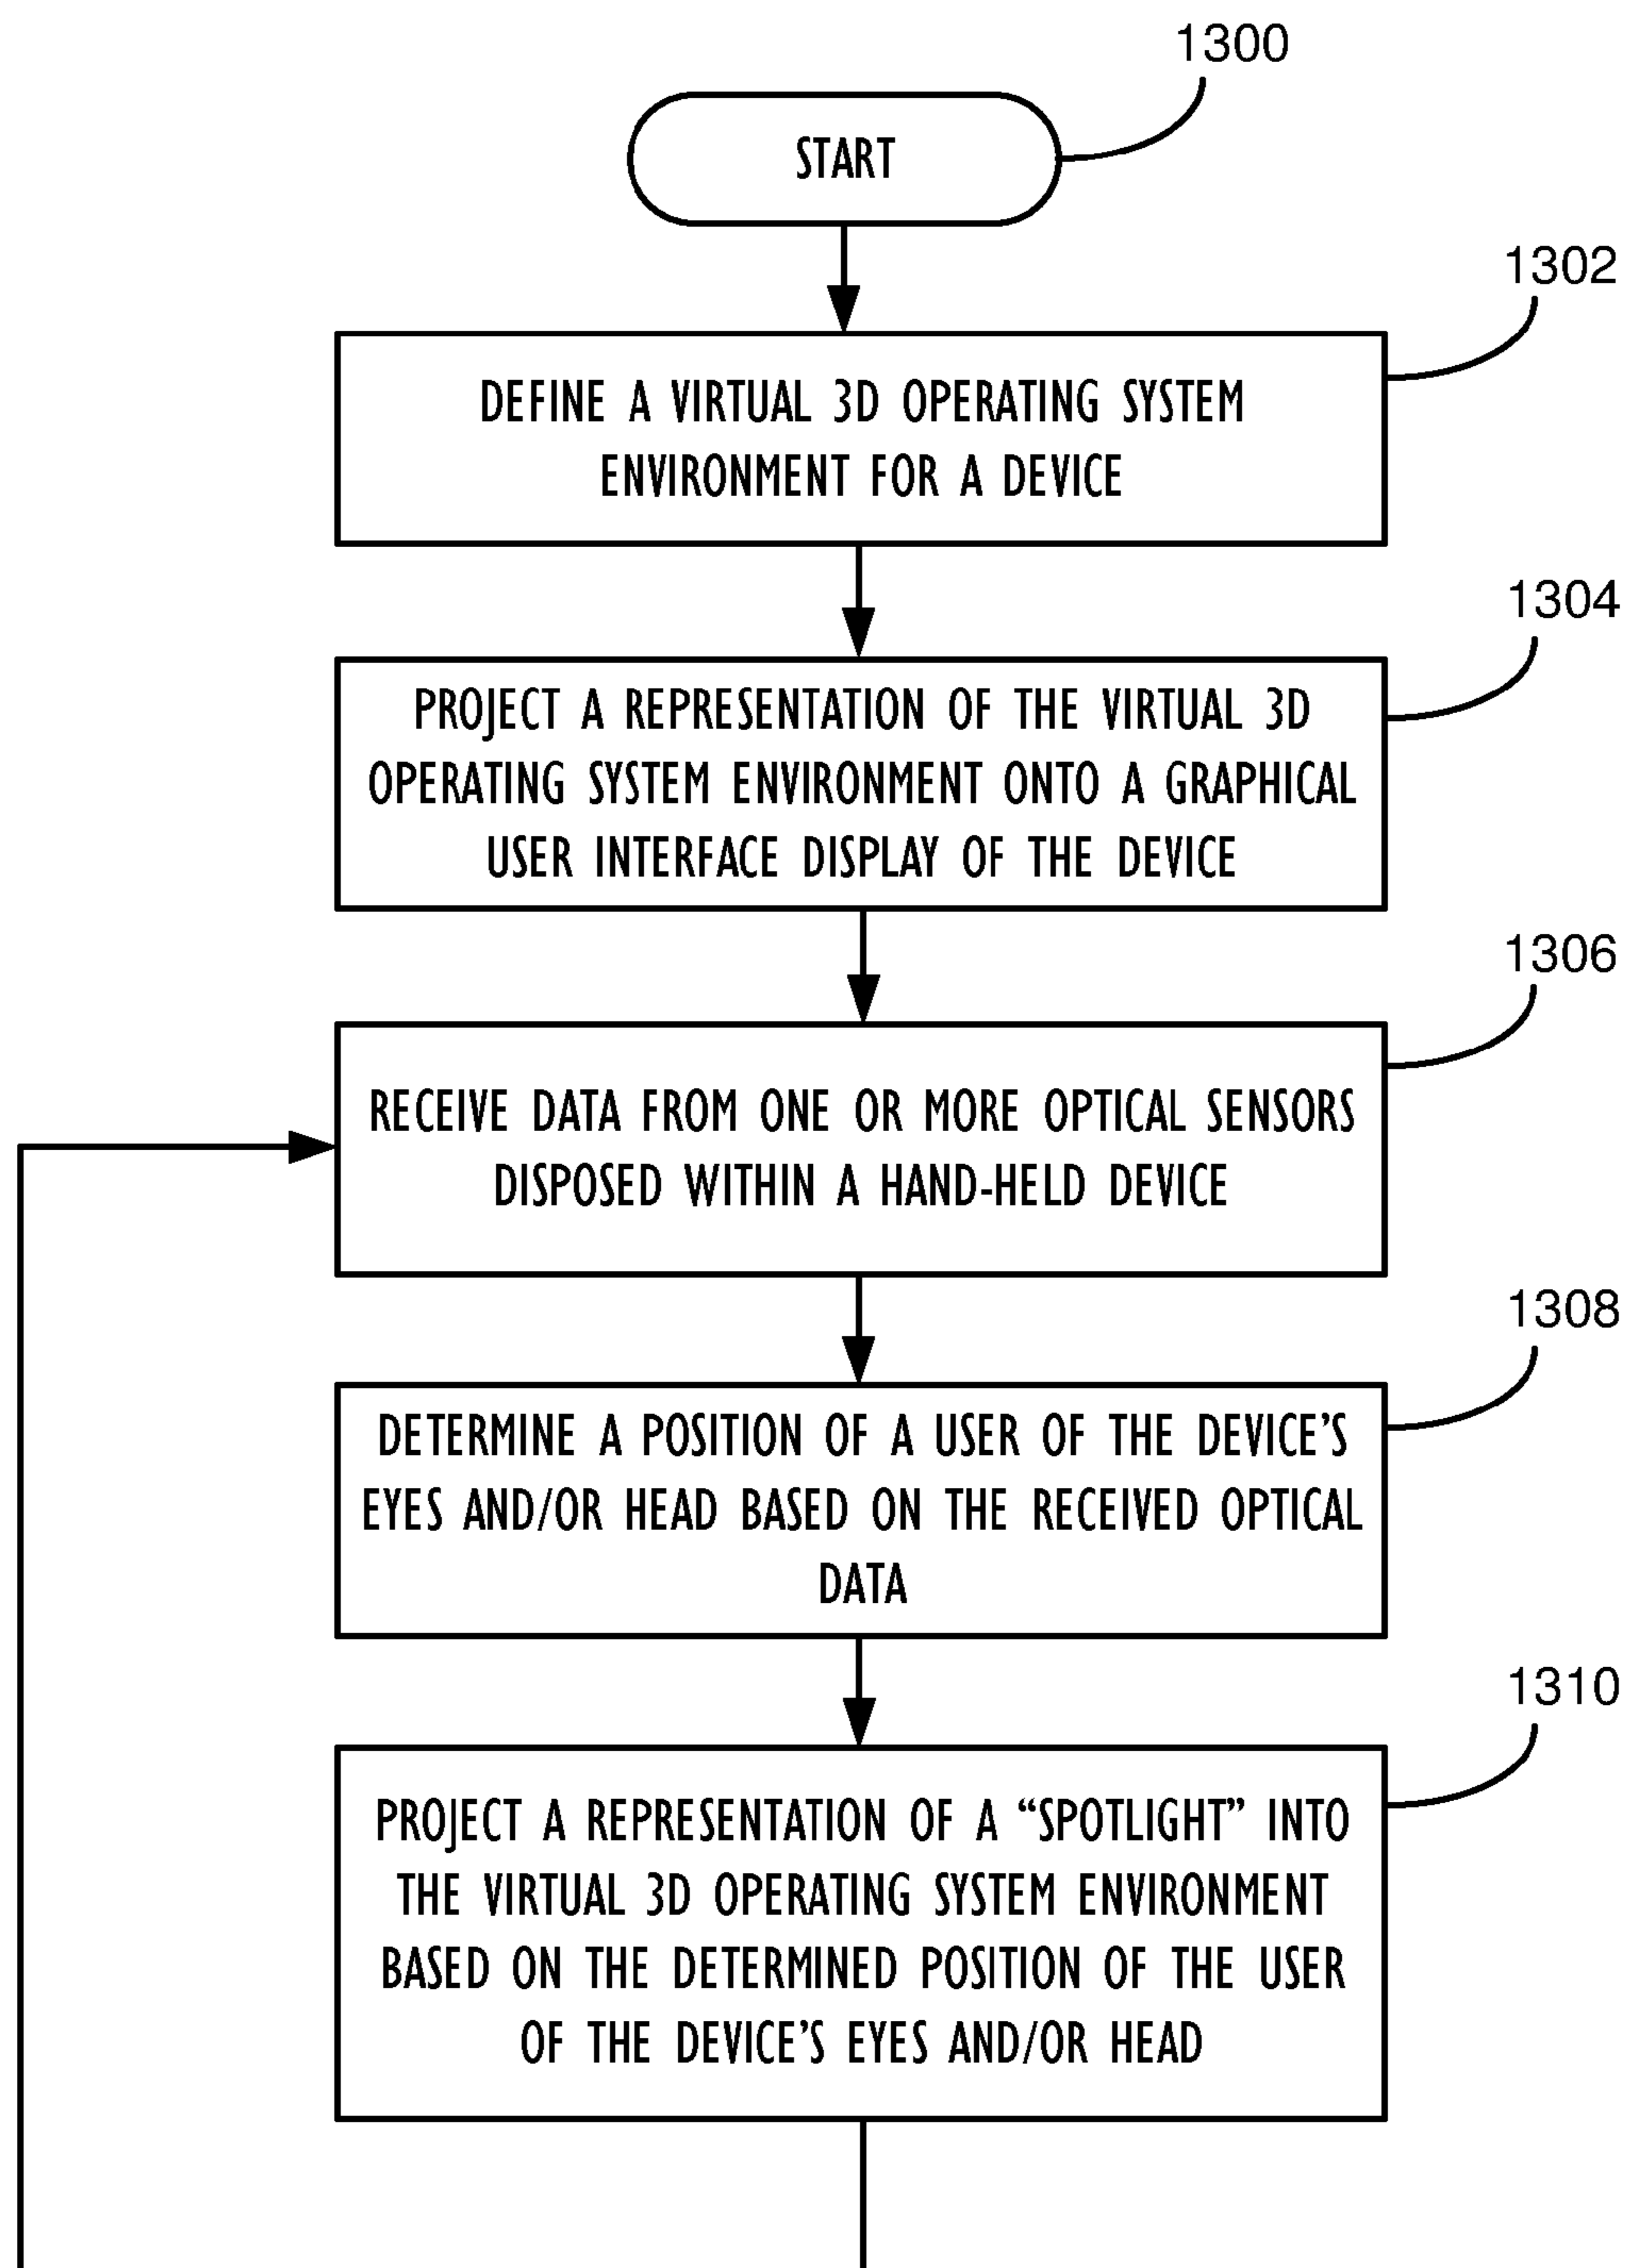 1300
START
1302
DEFINE A VIRTUAL 3D OPERATING SYSTEM
ENVIRONMENT FOR A DEVICE
1304
PROJECT A REPRESENTATION OF THE VIRTUAL 3D
OPERATING SYSTEM ENVIRONMENT ONTO A GRAPHICAL
USER INTERFACE DISPLAY OF THE DEVICE
1306
RECEIVE DATA FROM ONE OR MORE OPTICAL SENSORS
DISPOSED WITHIN A HAND-HELD DEVICE
1308
DETERMINE A POSITION OF A USER OF THE DEVICE’S
EYES AND/OR HEAD BASED ON THE RECEIVED OPTICAL
DATA
1310
PROJECT A REPRESENTATION OF A “SPOTLIGHT” INTO
THE VIRTUAL 3D OPERATING SYSTEM ENVIRONMENT
BASED ON THE DETERMINED POSITION OF THE USER
OF THE DEVICE’S EYES AND/OR HEAD